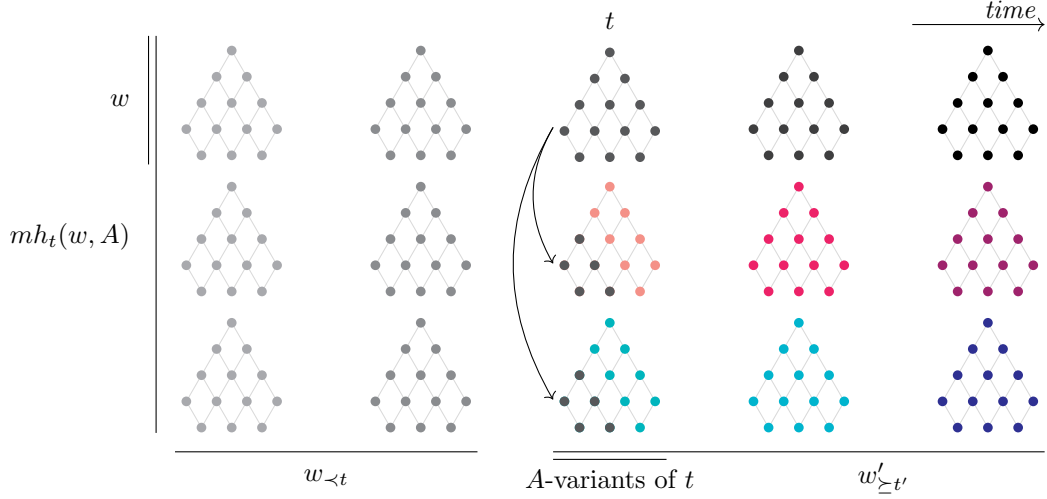 t
time
w
mh_t(w, A)
w_{≺t}
A-variants of t
w'_{⪰t'}